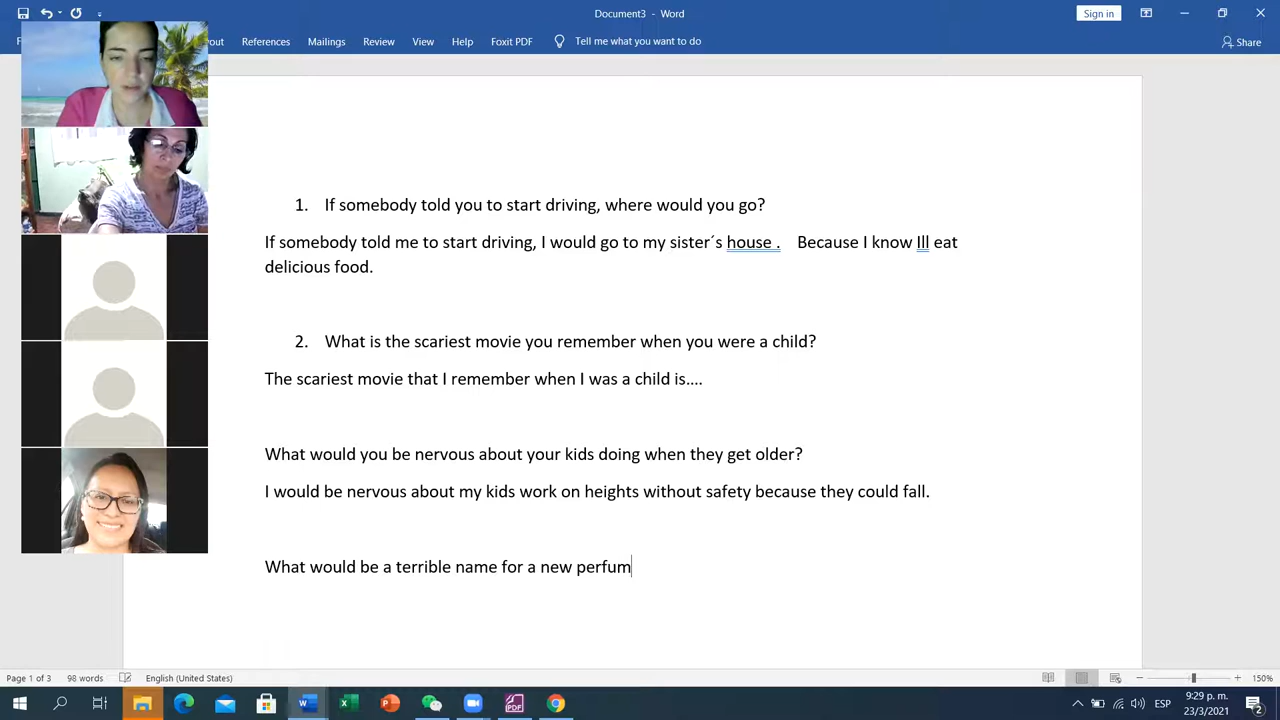 Document3 - Word
Sign in
out References Mailings Review View Help Foxit PDF Tell me what you want to do
Share
1. If somebody told you to start driving, where would you go?
If somebody told me to start driving, I would go to my sister´s house . Because I know Ill eat
delicious food.
2. What is the scariest movie you remember when you were a child?
The scariest movie that I remember when I was a child is....
What would you be nervous about your kids doing when they get older?
I would be nervous about my kids work on heights without safety because they could fall.
What would be a terrible name for a new perfum
Page 1 of 3 98 words English (United States)
150%
ESP
9:29 p. m.
23/3/2021
2